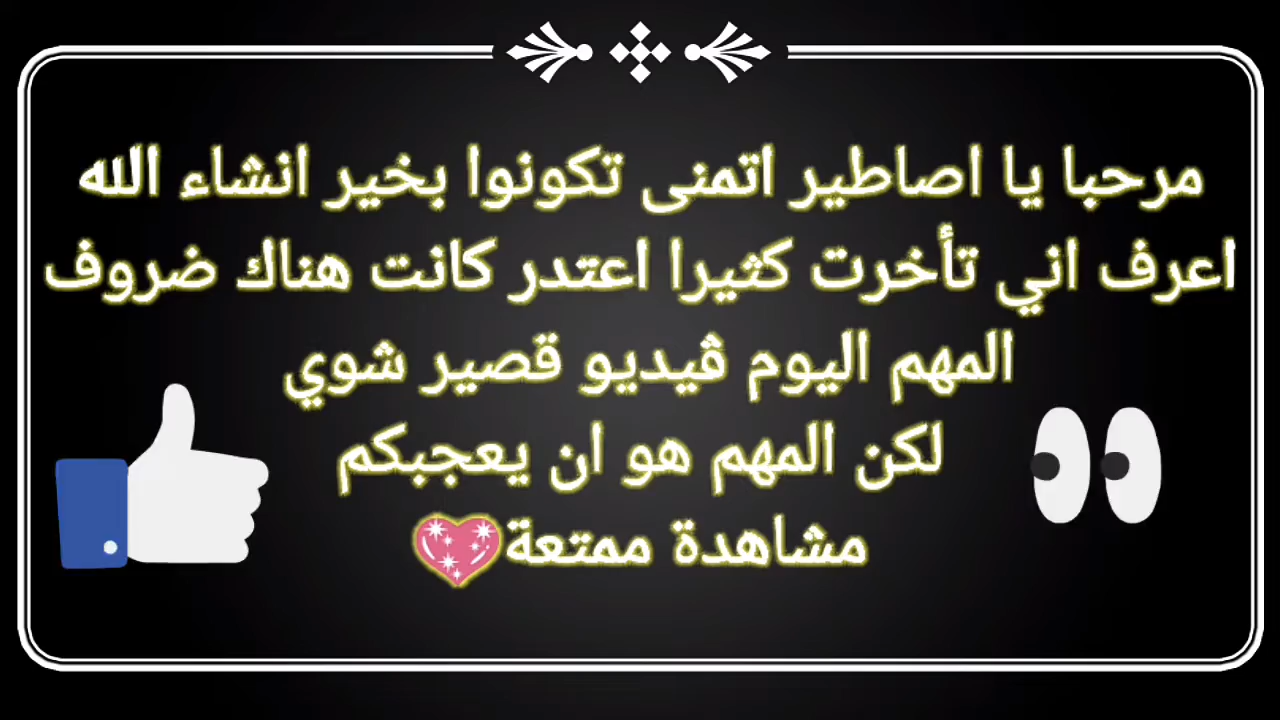 مرحبا يا اصاطير اتمنى تكونوا بخير انشاء الله
اعرف اني تأخرت كثيرا اعتدر كانت هناك ضروف
المهم اليوم ڤيديو قصير شوي
لكن المهم هو ان يعجبكم
مشاهدة ممتعة💖